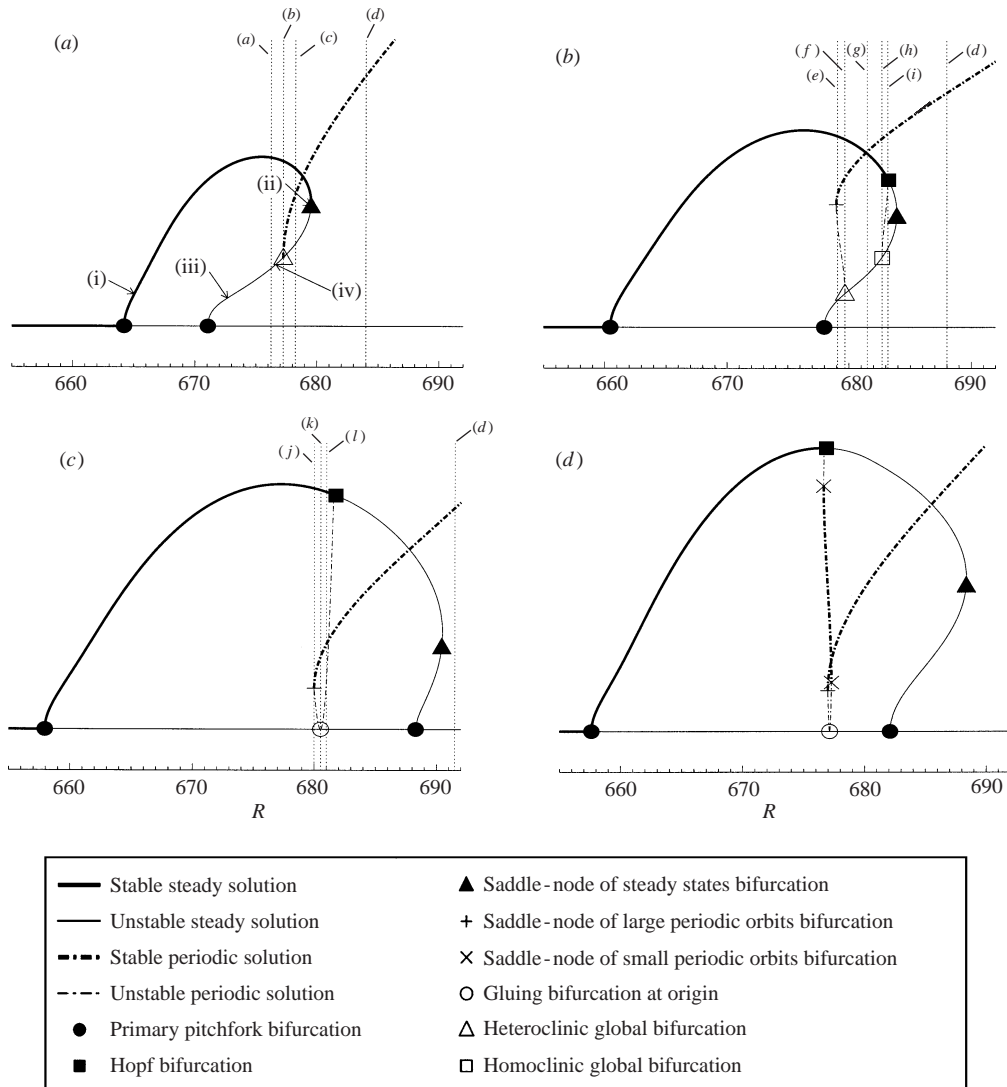 (a)
(a)
(b)
(c)
(d)
(i)
(ii)
(iii)
(iv)
660 670 680 690
(b)
(e)
(f)
(g)
(h)
(i)
(d)
660 670 680 690
(c)
(j)
(k)
(l)
(d)
660 670 680 690
R
(d)
660 670 680 690
R
Stable steady solution
Unstable steady solution
Stable periodic solution
Unstable periodic solution
Primary pitchfork bifurcation
Hopf bifurcation
Saddle-node of steady states bifurcation
Saddle-node of large periodic orbits bifurcation
Saddle-node of small periodic orbits bifurcation
Gluing bifurcation at origin
Heteroclinic global bifurcation
Homoclinic global bifurcation